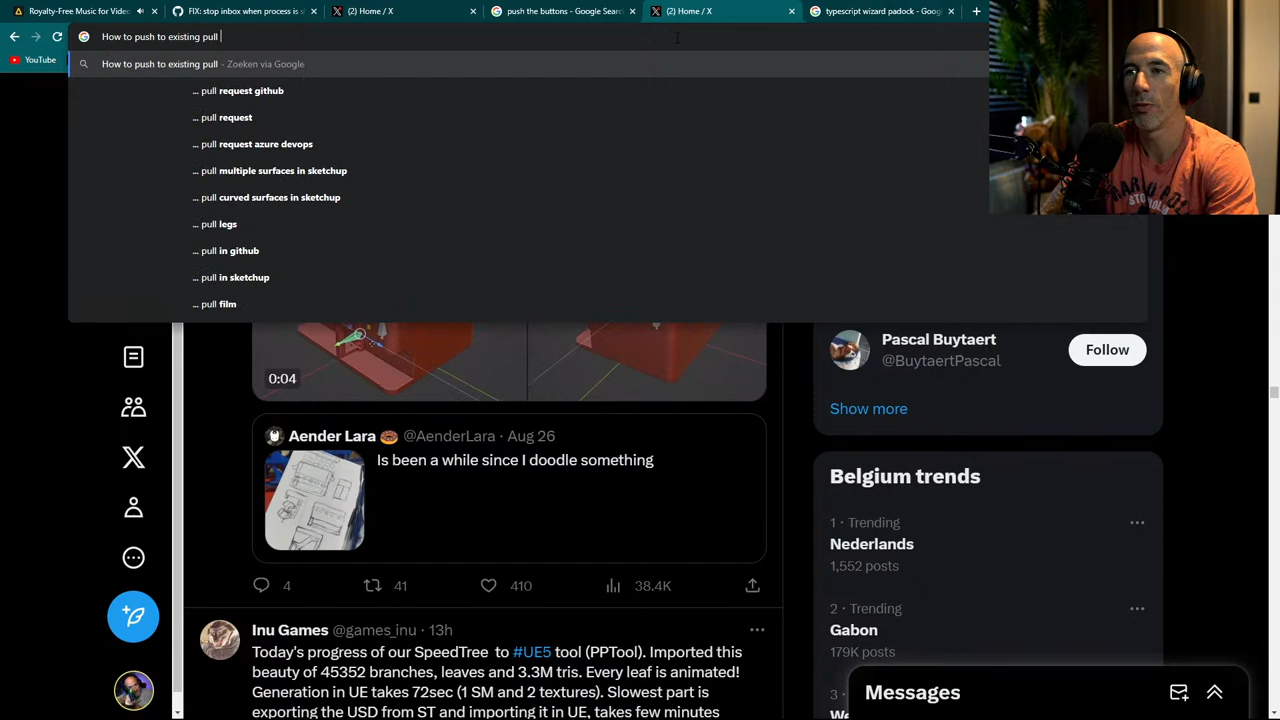 Royalty-Free Music for Video
FIX: stop inbox when process is s
(2) Home / X
push the buttons - Google Searc
(2) Home / X
typescript wizard padock - Goog
How to push to existing pull
YouTube
How to push to existing pull - Zoeken via Google
... pull request github
... pull request
... pull request azure devops
... pull multiple surfaces in sketchup
... pull curved surfaces in sketchup
... pull legs
... pull in github
... pull in sketchup
... pull film
0:04
Pascal Buytaert
@BuytaertPascal
Follow
Show more
Aender Lara 🍩 @AenderLara · Aug 26
Is been a while since I doodle something
4
41
410
38.4K
Inu Games @games_inu · 13h
Today's progress of our SpeedTree to #UE5 tool (PPTool). Imported this
beauty of 45352 branches, leaves and 3.3M tris. Every leaf is animated!
Generation in UE takes 72sec (1 SM and 2 textures). Slowest part is
exporting the USD from ST and importing it in UE, takes few minutes
Belgium trends
1 · Trending
Nederlands
1,552 posts
2 · Trending
Gabon
179K posts
3 ·
Messages